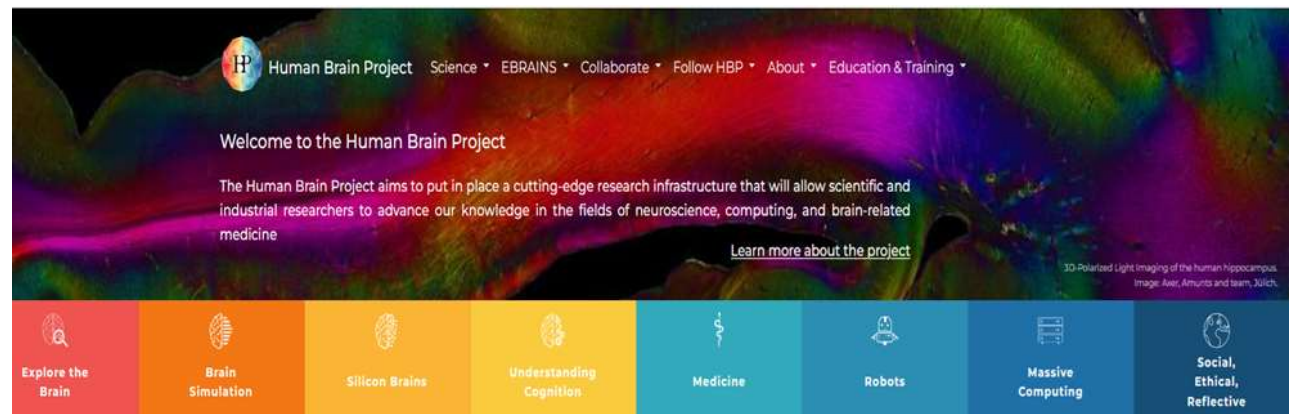 HP Human Brain Project Science EBRAINS Collaborate Follow HBP About Education & Training
Welcome to the Human Brain Project
The Human Brain Project aims to put in place a cutting-edge research infrastructure that will allow scientific and
industrial researchers to advance our knowledge in the fields of neuroscience, computing, and brain-related
medicine
Learn more about the project
3D-Polarized Light Imaging of the human hippocampus.
Image: Axer, Amunts and team, Jülich.
Explore the
Brain
Brain
Simulation
Silicon Brains
Understanding
Cognition
Medicine
Robots
Massive
Computing
Social,
Ethical,
Reflective